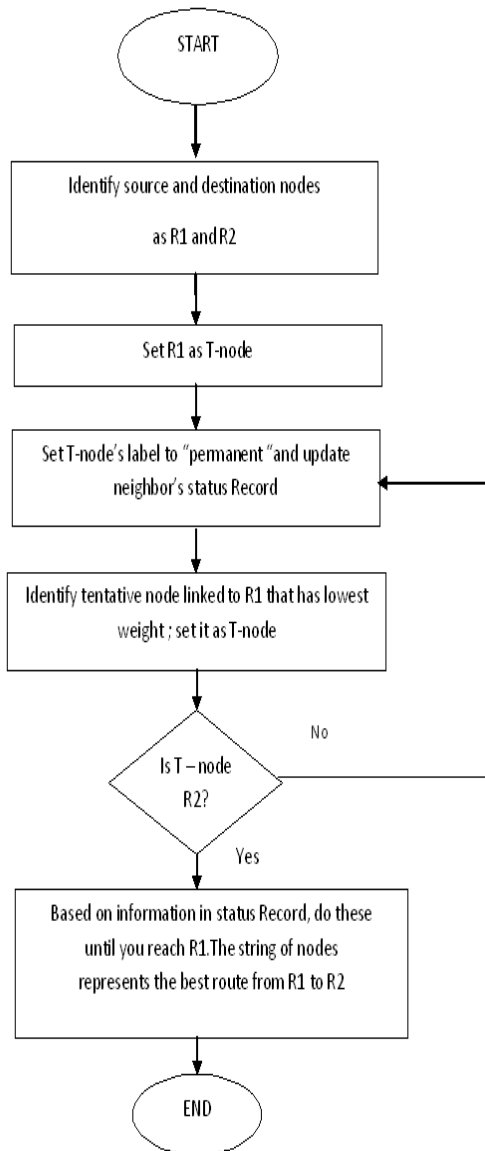 START
Identify source and destination nodes
as R1 and R2
Set R1 as T-node
Set T-node's label to "permanent "and update
neighbor's status Record
Identify tentative node linked to R1 that has lowest
weight ; set it as T-node
No
Is T – node
R2?
Yes
Based on information in status Record, do these
until you reach R1.The string of nodes
represents the best route from R1 to R2
END